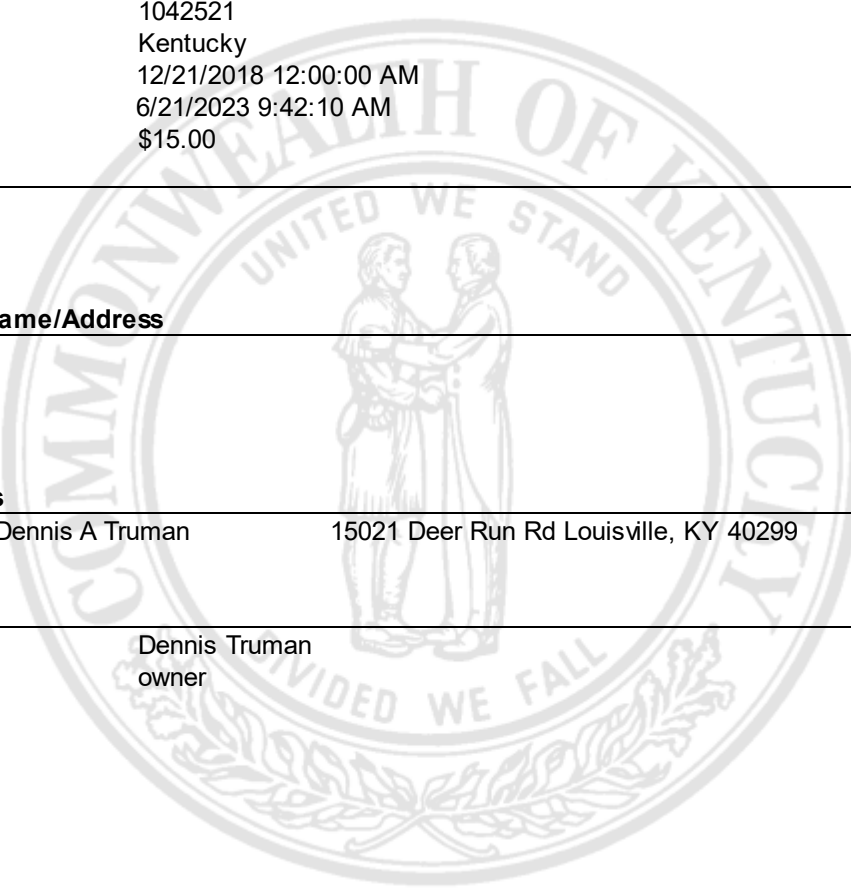 1042521
Kentucky
12/21/2018 12:00:00 AM
6/21/2023 9:42:10 AM
$15.00
COMMONWEALTH OF KENTUCKY
UNITED WE STAND
ame/Address
s
Dennis A Truman 15021 Deer Run Rd Louisville, KY 40299
Dennis Truman
owner
DIVIDED WE FALL